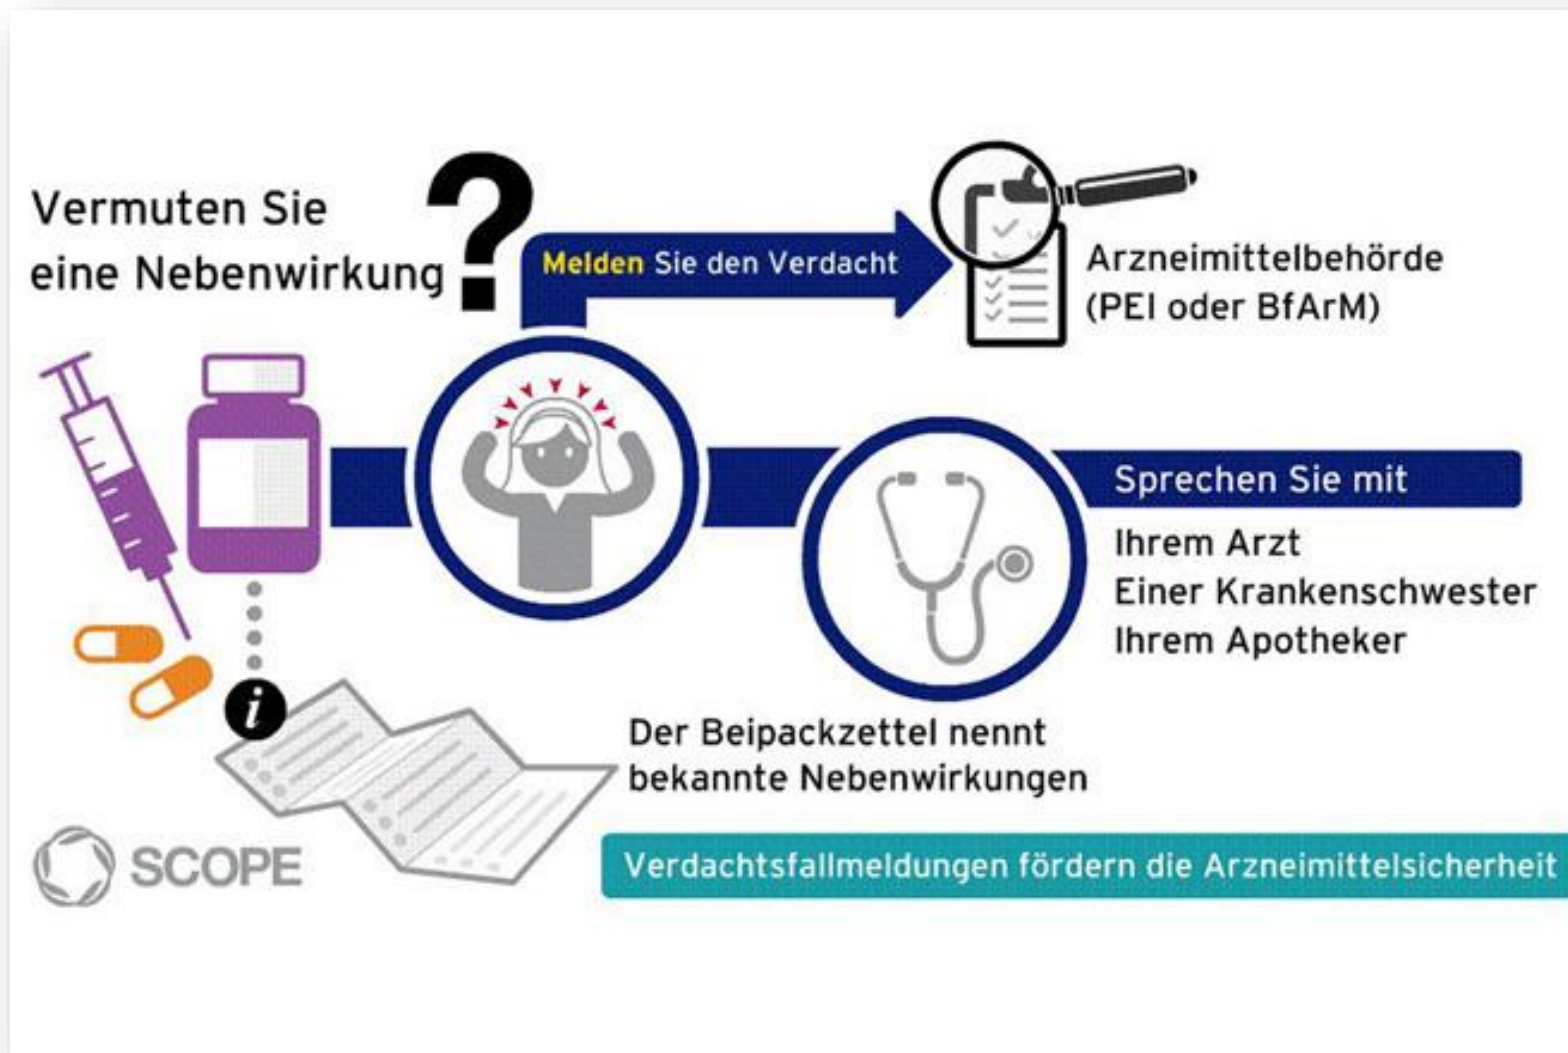 Vermuten Sie
eine Nebenwirkung
?
Melden Sie den Verdacht
Arzneimittelbehörde
(PEI oder BfArM)
Sprechen Sie mit
Ihrem Arzt
Einer Krankenschwester
Ihrem Apotheker
i
Der Beipackzettel nennt
bekannte Nebenwirkungen
SCOPE
Verdachtsfallmeldungen fördern die Arzneimittelsicherheit